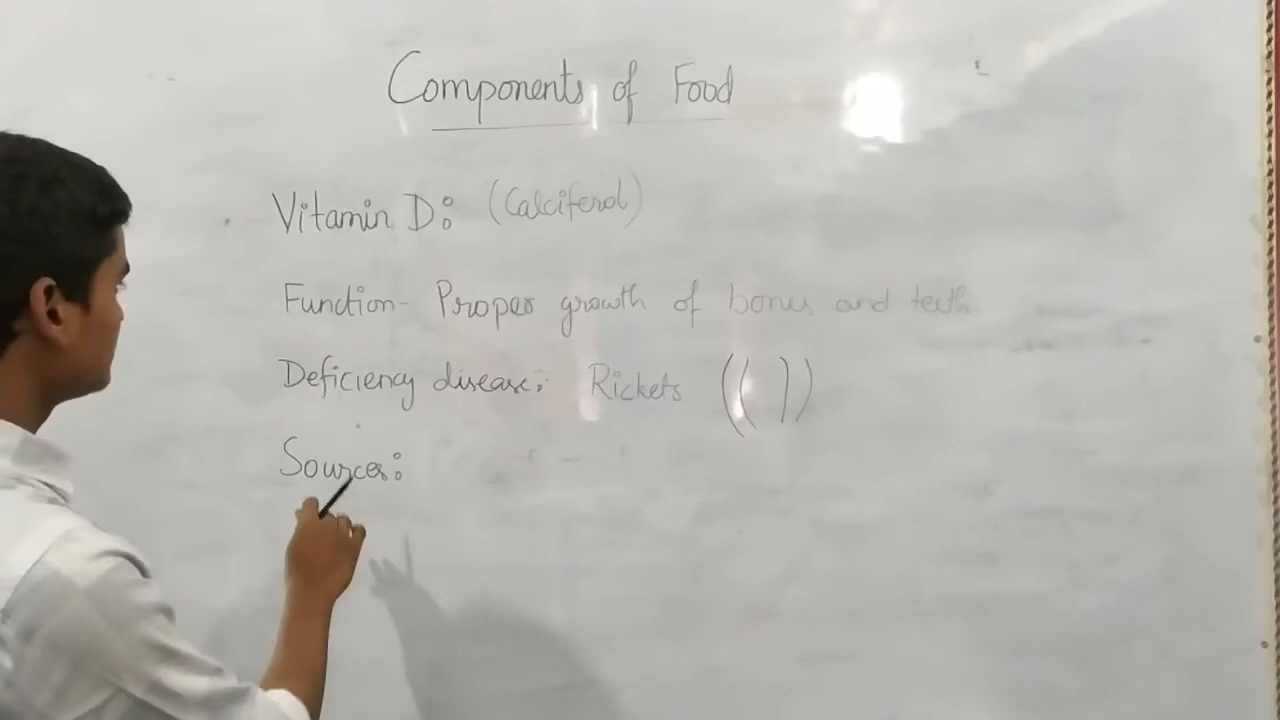 Components of Food
Vitamin D: (Calciferol)
Function- Proper growth of bones and teeth
Deficiency disease: Rickets (( ))
Sources: